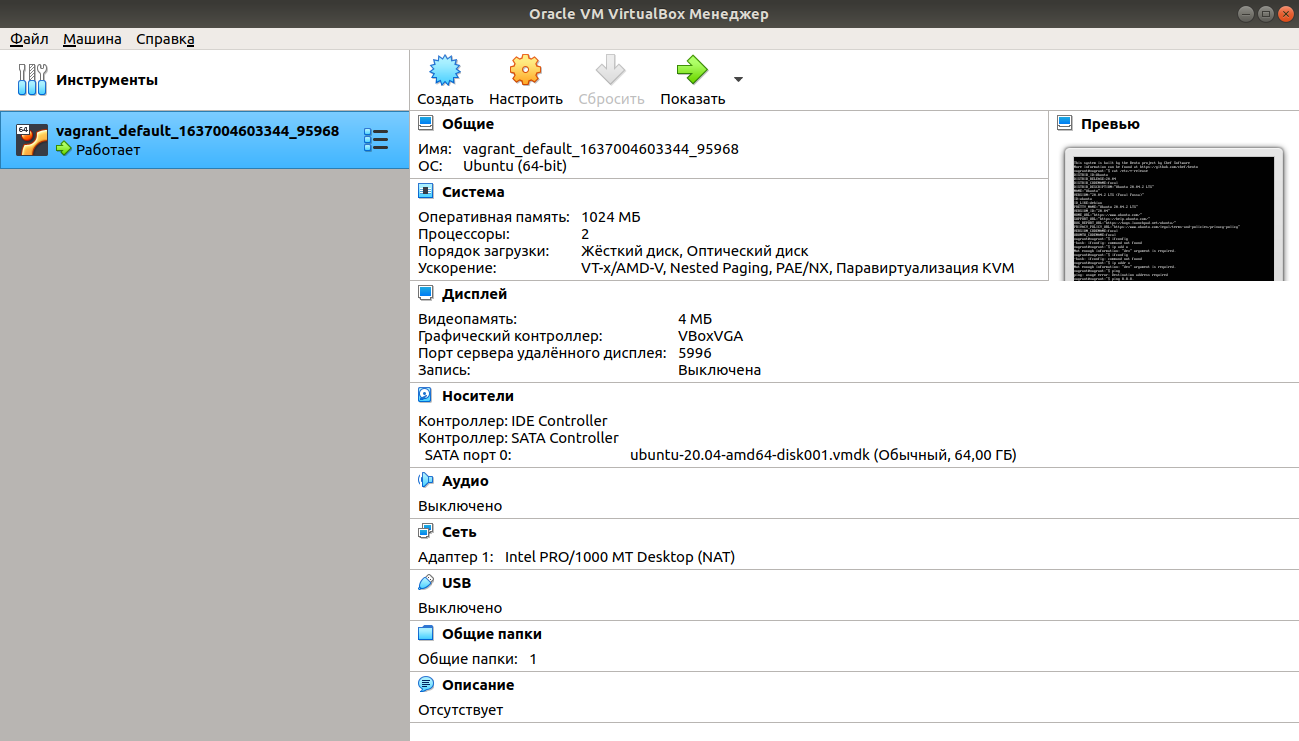 Oracle VM VirtualBox Менеджер
Файл Машина Справка
Инструменты
Создать Настроить Сбросить Показать
64
vagrant_default_1637004603344_95968
Работает
Общие
Имя: vagrant_default_1637004603344_95968
ОС: Ubuntu (64-bit)
Превью
Система
Оперативная память: 1024 МБ
Процессоры: 2
Порядок загрузки: Жёсткий диск, Оптический диск
Ускорение: VT-x/AMD-V, Nested Paging, PAE/NX, Паравиртуализация KVM
Дисплей
Видеопамять: 4 МБ
Графический контроллер: VBoxVGA
Порт сервера удалённого дисплея: 5996
Запись: Выключена
Носители
Контроллер: IDE Controller
Контроллер: SATA Controller
SATA порт 0: ubuntu-20.04-amd64-disk001.vmdk (Обычный, 64,00 ГБ)
Аудио
Выключено
Сеть
Адаптер 1: Intel PRO/1000 MT Desktop (NAT)
USB
Выключено
Общие папки
Общие папки: 1
Описание
Отсутствует